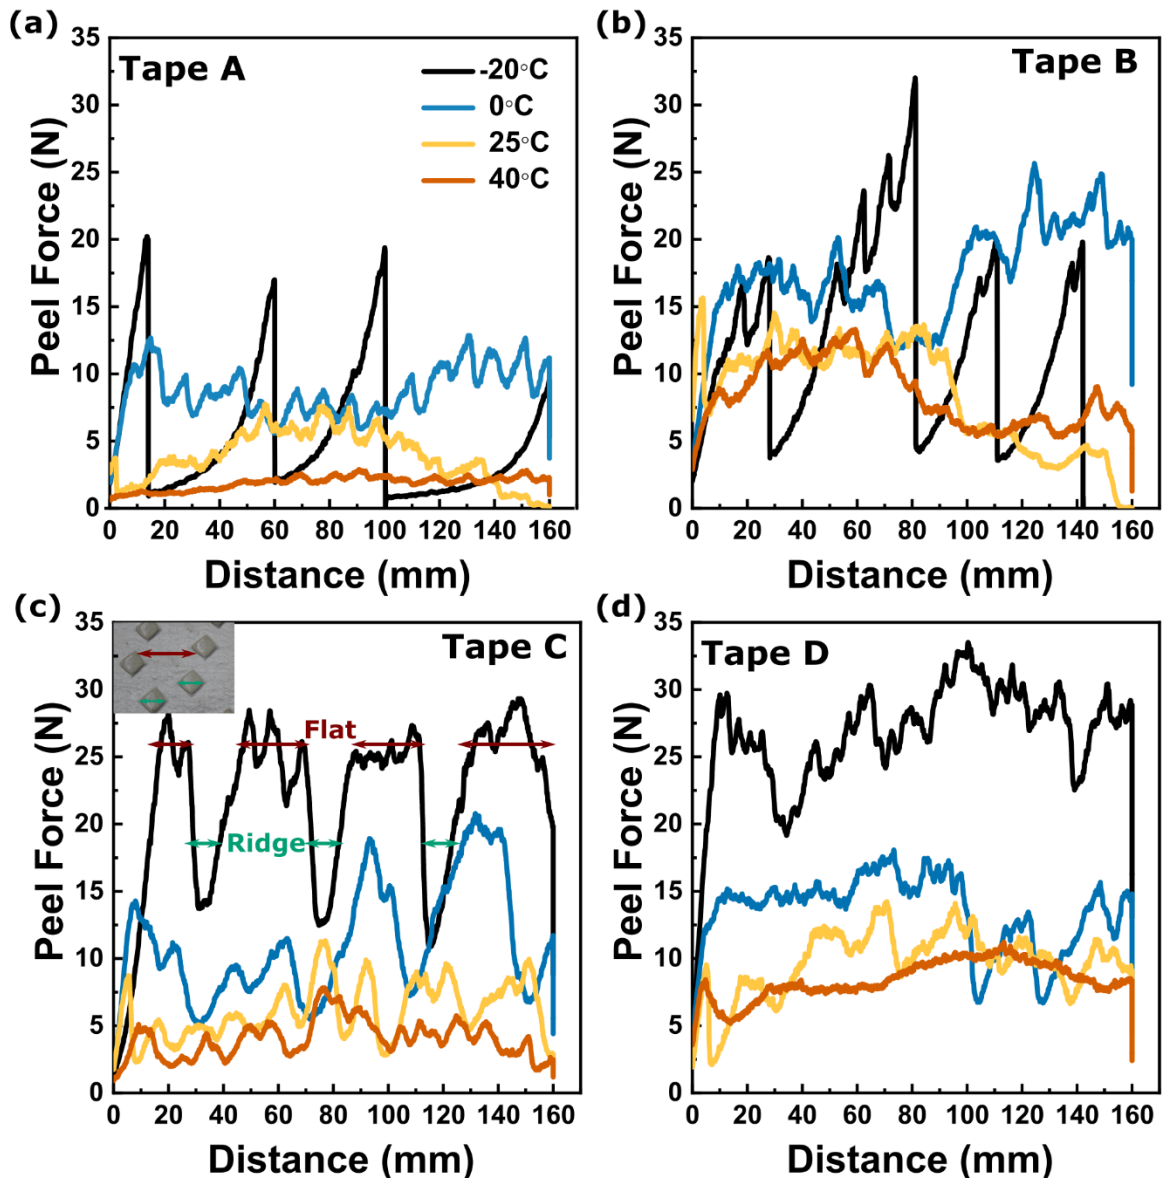 (a)
35
30
25
20
15
10
5
0
Peel Force (N)
Tape A
-20°C
0°C
25°C
40°C
0 20 40 60 80 100 120 140 160
Distance (mm)
(b)
35
30
25
20
15
10
5
0
Peel Force (N)
Tape B
0 20 40 60 80 100 120 140 160
Distance (mm)
(c)
35
30
25
20
15
10
5
0
Peel Force (N)
Tape C
Flat
Ridge
0 20 40 60 80 100 120 140 160
Distance (mm)
(d)
35
30
25
20
15
10
5
0
Peel Force (N)
Tape D
0 20 40 60 80 100 120 140 160
Distance (mm)